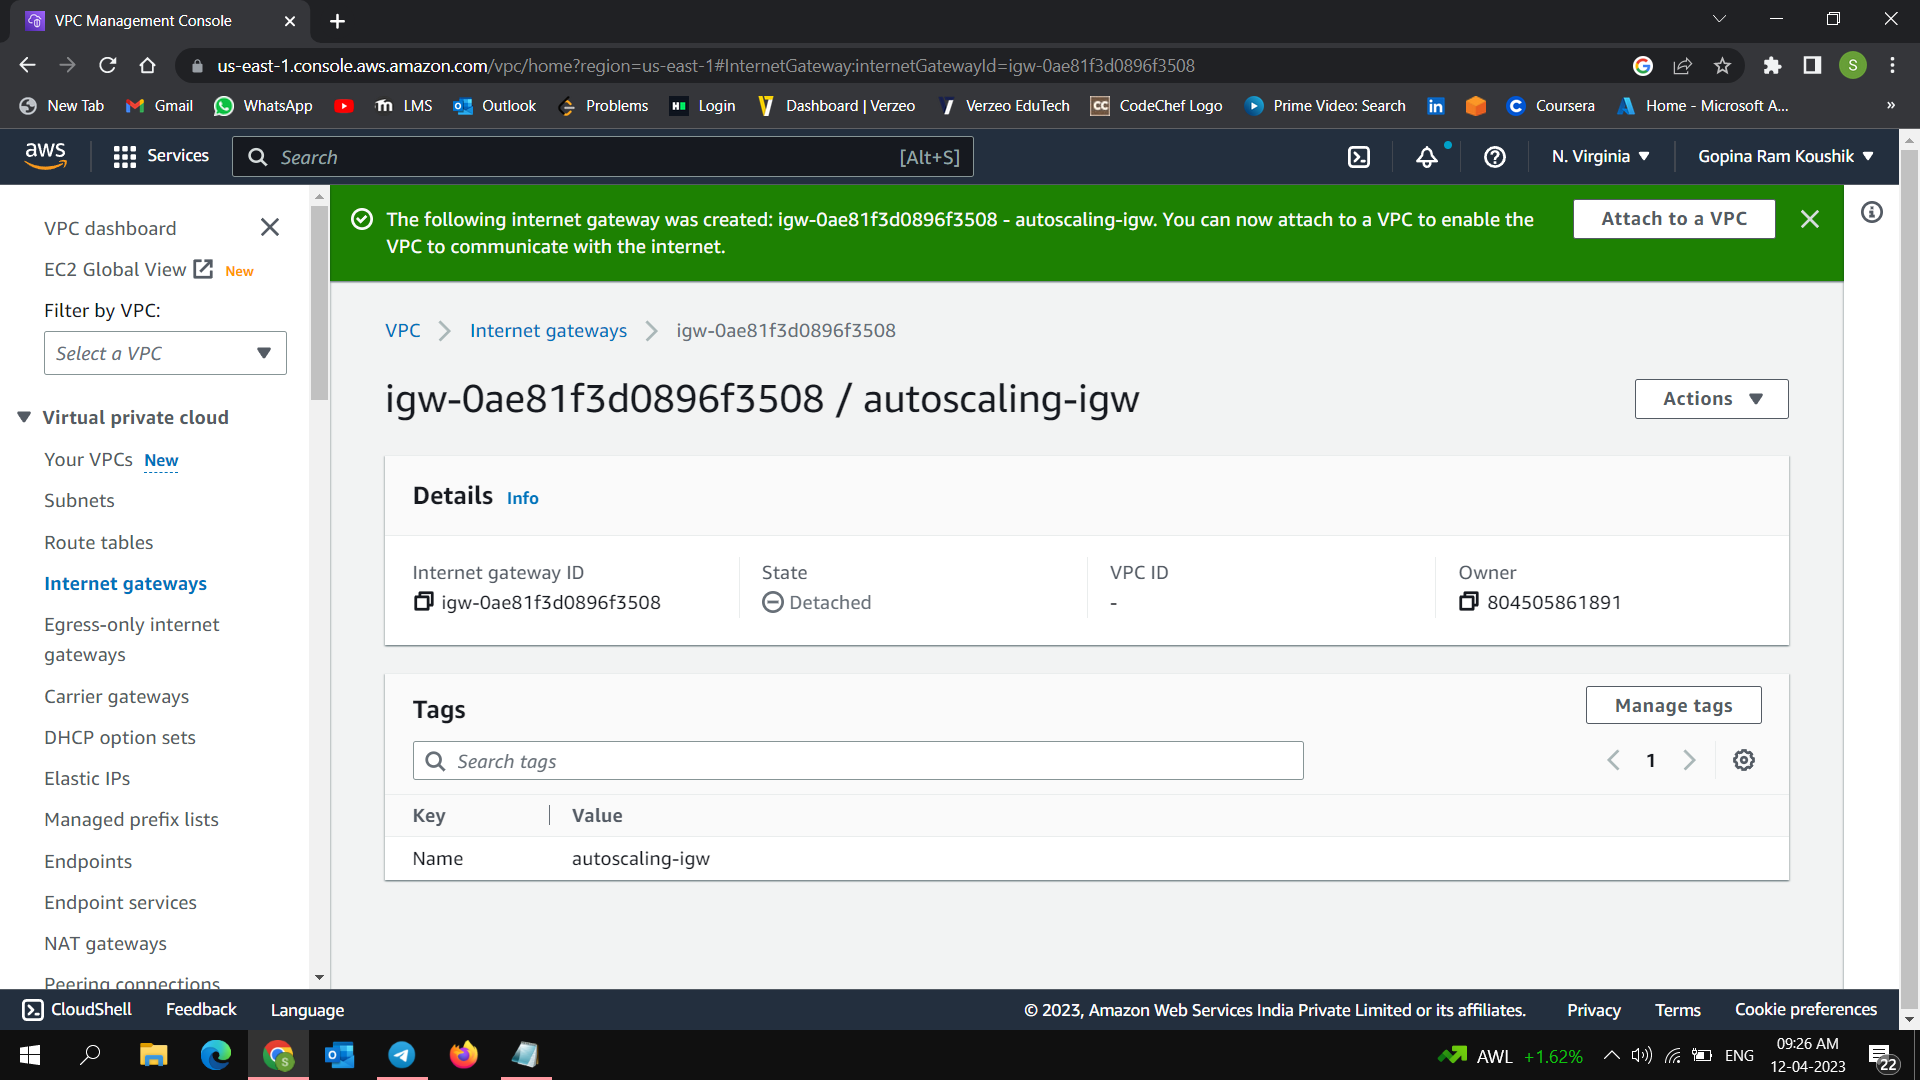 VPC Management Console
us-east-1.console.aws.amazon.com/vpc/home?region=us-east-1#InternetGateway:internetGatewayId=igw-0ae81f3d0896f3508
S
New Tab Gmail WhatsApp LMS Outlook Problems Login Dashboard | Verzeo Verzeo EduTech CodeChef Logo Prime Video: Search Coursera Home - Microsoft A... »
aws Services Search [Alt+S] N. Virginia Gopina Ram Koushik
VPC dashboard
EC2 Global View New
Filter by VPC:
Select a VPC
Virtual private cloud
Your VPCs New
Subnets
Route tables
Internet gateways
Egress-only internet
gateways
Carrier gateways
DHCP option sets
Elastic IPs
Managed prefix lists
Endpoints
Endpoint services
NAT gateways
Peering connections
The following internet gateway was created: igw-0ae81f3d0896f3508 - autoscaling-igw. You can now attach to a VPC to enable the
VPC to communicate with the internet.
Attach to a VPC
VPC Internet gateways igw-0ae81f3d0896f3508
igw-0ae81f3d0896f3508 / autoscaling-igw
Actions
Details Info
Internet gateway ID
igw-0ae81f3d0896f3508
State
Detached
VPC ID
-
Owner
804505861891
Tags
Manage tags
Search tags
1
Key Value
Name autoscaling-igw
CloudShell Feedback Language © 2023, Amazon Web Services India Private Limited or its affiliates. Privacy Terms Cookie preferences
AWL +1.62% ENG
09:26 AM
12-04-2023
22